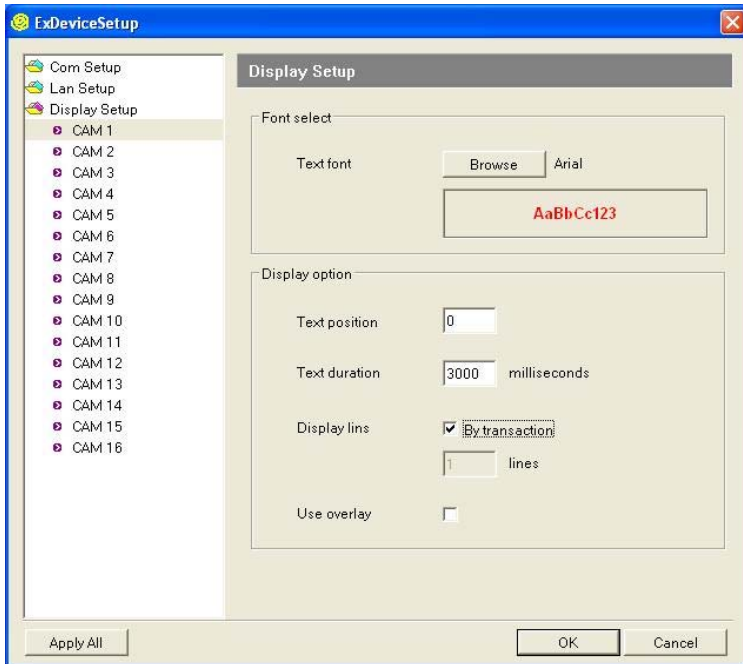 ExDeviceSetup
Com Setup
Lan Setup
Display Setup
CAM 1
CAM 2
CAM 3
CAM 4
CAM 5
CAM 6
CAM 7
CAM 8
CAM 9
CAM 10
CAM 11
CAM 12
CAM 13
CAM 14
CAM 15
CAM 16
Display Setup
Font select
Text font Browse Arial
AaBbCc123
Display option
Text position 0
Text duration 3000 milliseconds
Display lins By transaction
1 lines
Use overlay
Apply All OK Cancel